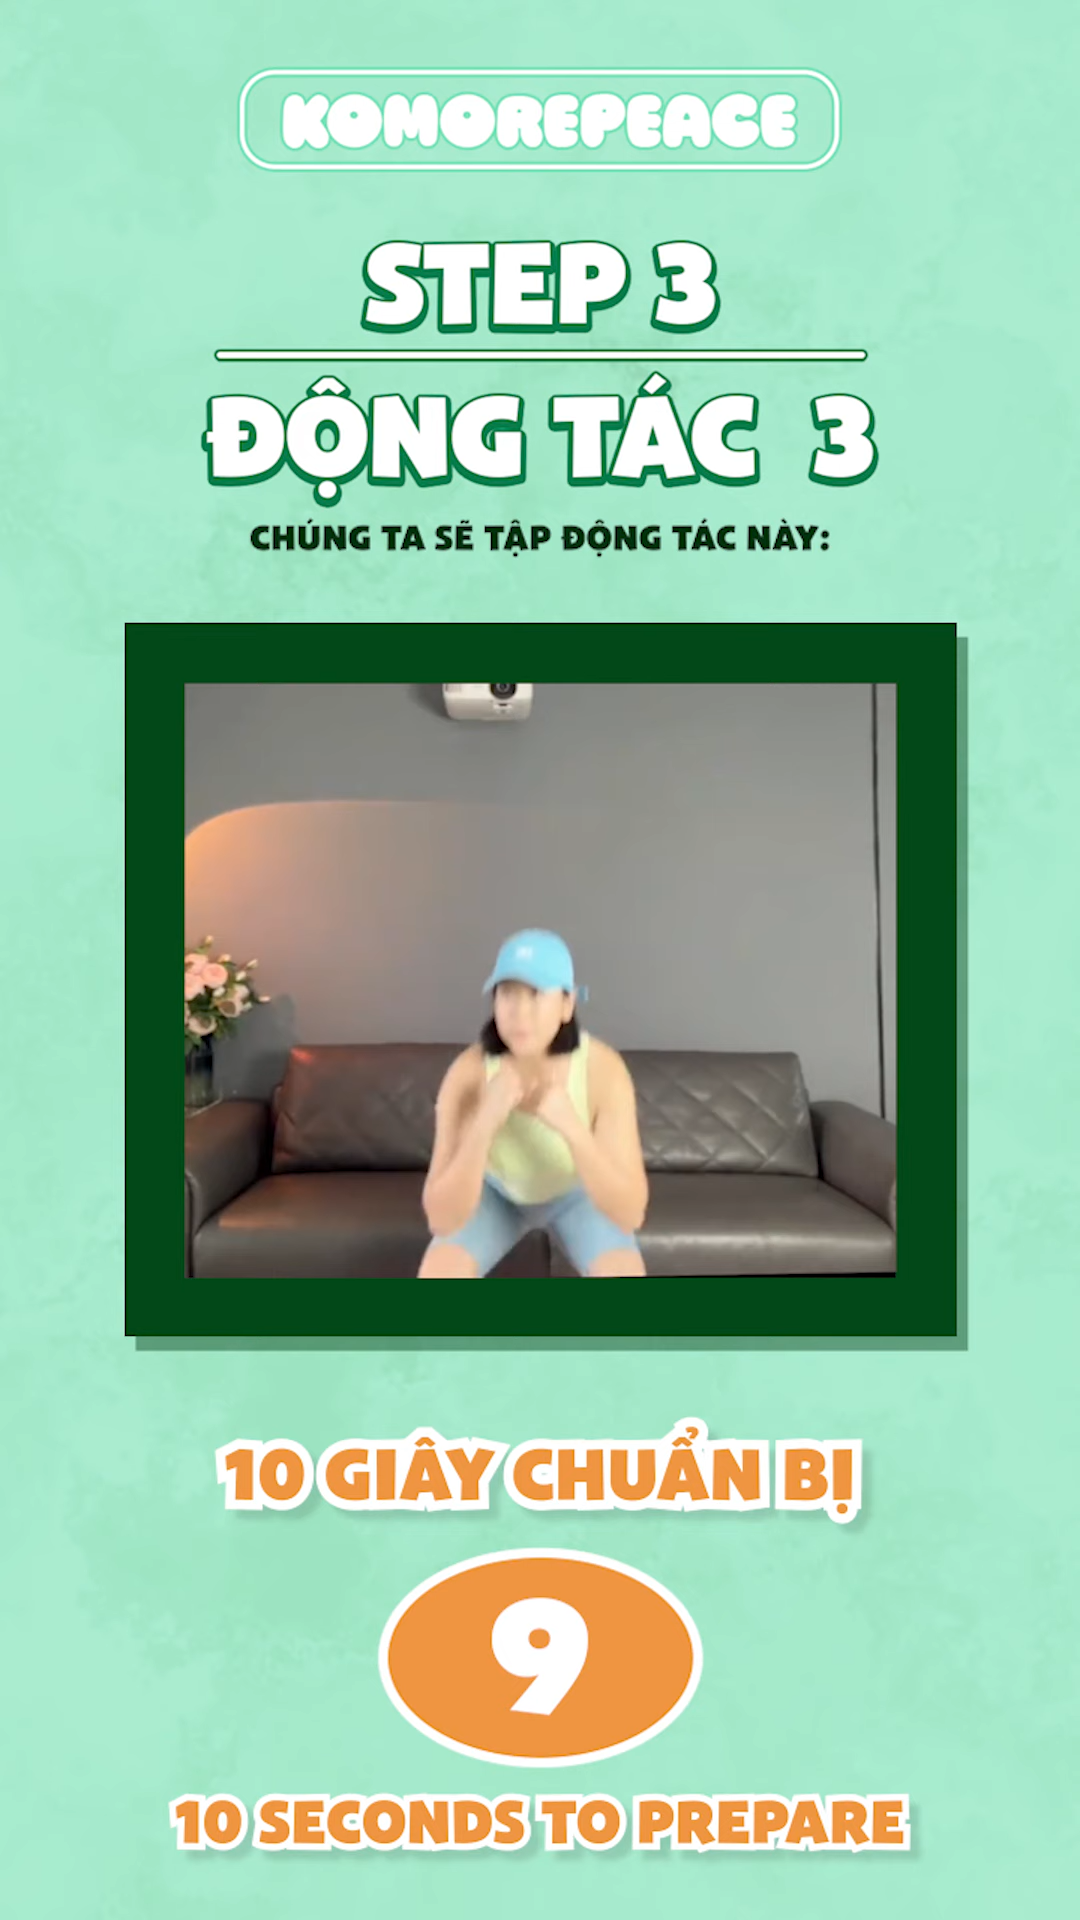 KOMOREPEACE
STEP 3
ĐỘNG TÁC 3
CHÚNG TA SẼ TẬP ĐỘNG TÁC NÀY:
10 GIÂY CHUẨN BỊ
9
10 SECONDS TO PREPARE